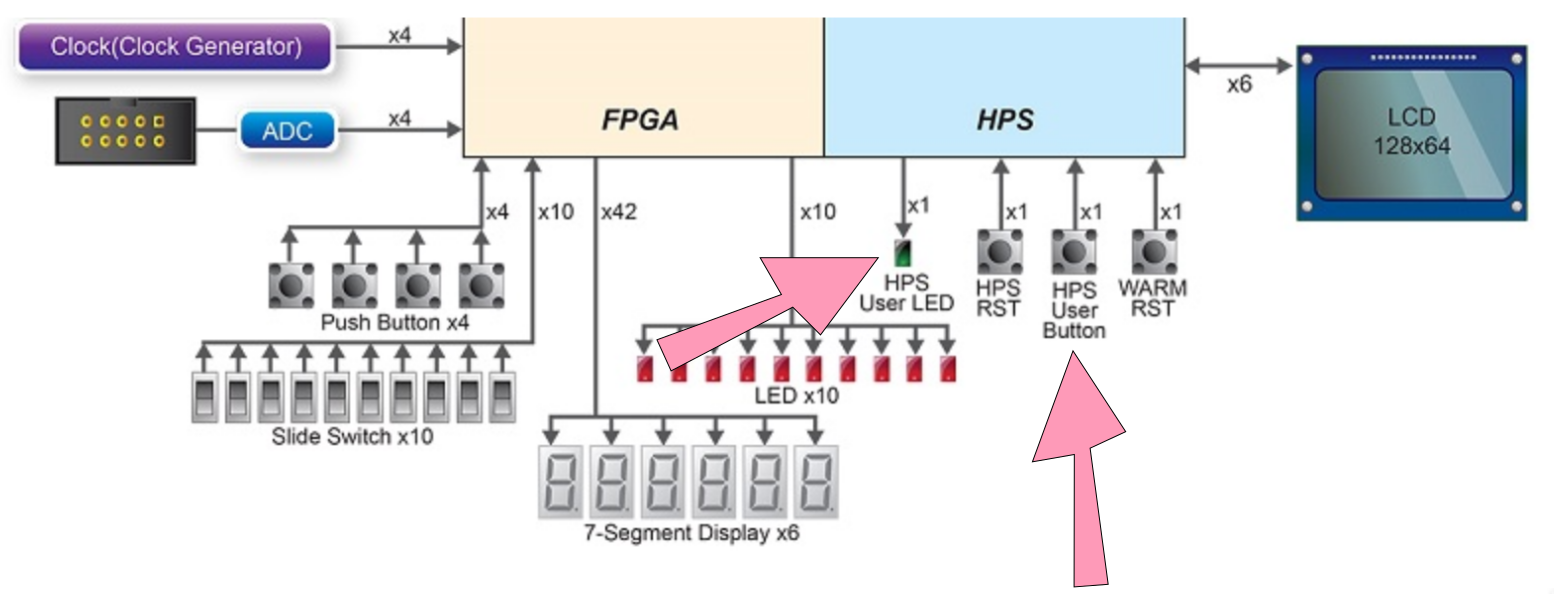 Clock(Clock Generator)
x4
ADC
x4
FPGA
HPS
x6
LCD
128x64
x4
x10
x42
x10
x1
x1
x1
x1
Push Button x4
HPS
User LED
HPS
RST
HPS
User
Button
WARM
RST
LED x10
Slide Switch x10
7-Segment Display x6